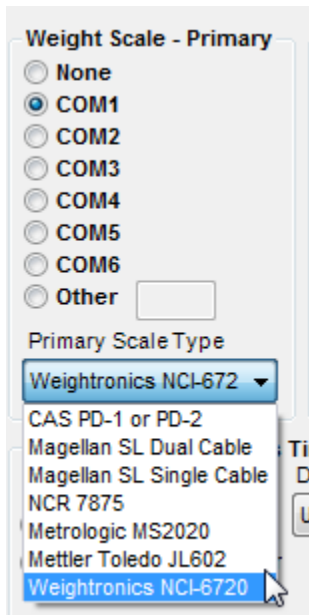 Weight Scale - Primary
None
COM1
COM2
COM3
COM4
COM5
COM6
Other
Primary Scale Type
Weightronics NCI-672
CAS PD-1 or PD-2
Magellan SL Dual Cable
Magellan SL Single Cable
NCR 7875
Metrologic MS2020
Mettler Toledo JL602
Weightronics NCI-6720